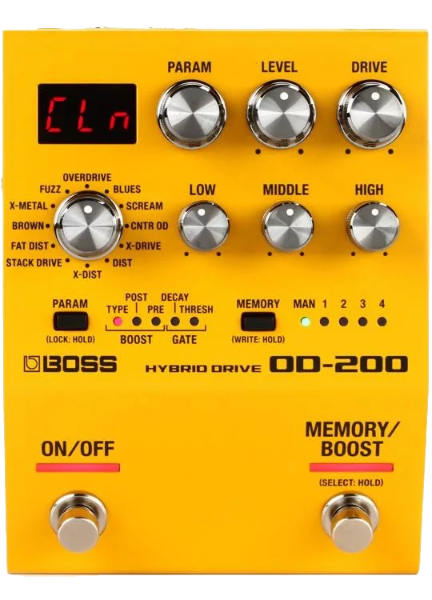 PARAM LEVEL DRIVE
CLn
OVERDRIVE
FUZZ BLUES
X-METAL SCREAM
BROWN CNTR OD
FAT DIST X-DRIVE
STACK DRIVE DIST
X-DIST
LOW MIDDLE HIGH
PARAM
(LOCK: HOLD)
POST DECAY
TYPE PRE THRESH
BOOST GATE
MEMORY
(WRITE: HOLD)
MAN 1 2 3 4
BOSS HYBRID DRIVE OD-200
ON/OFF
MEMORY/
BOOST
(SELECT: HOLD)